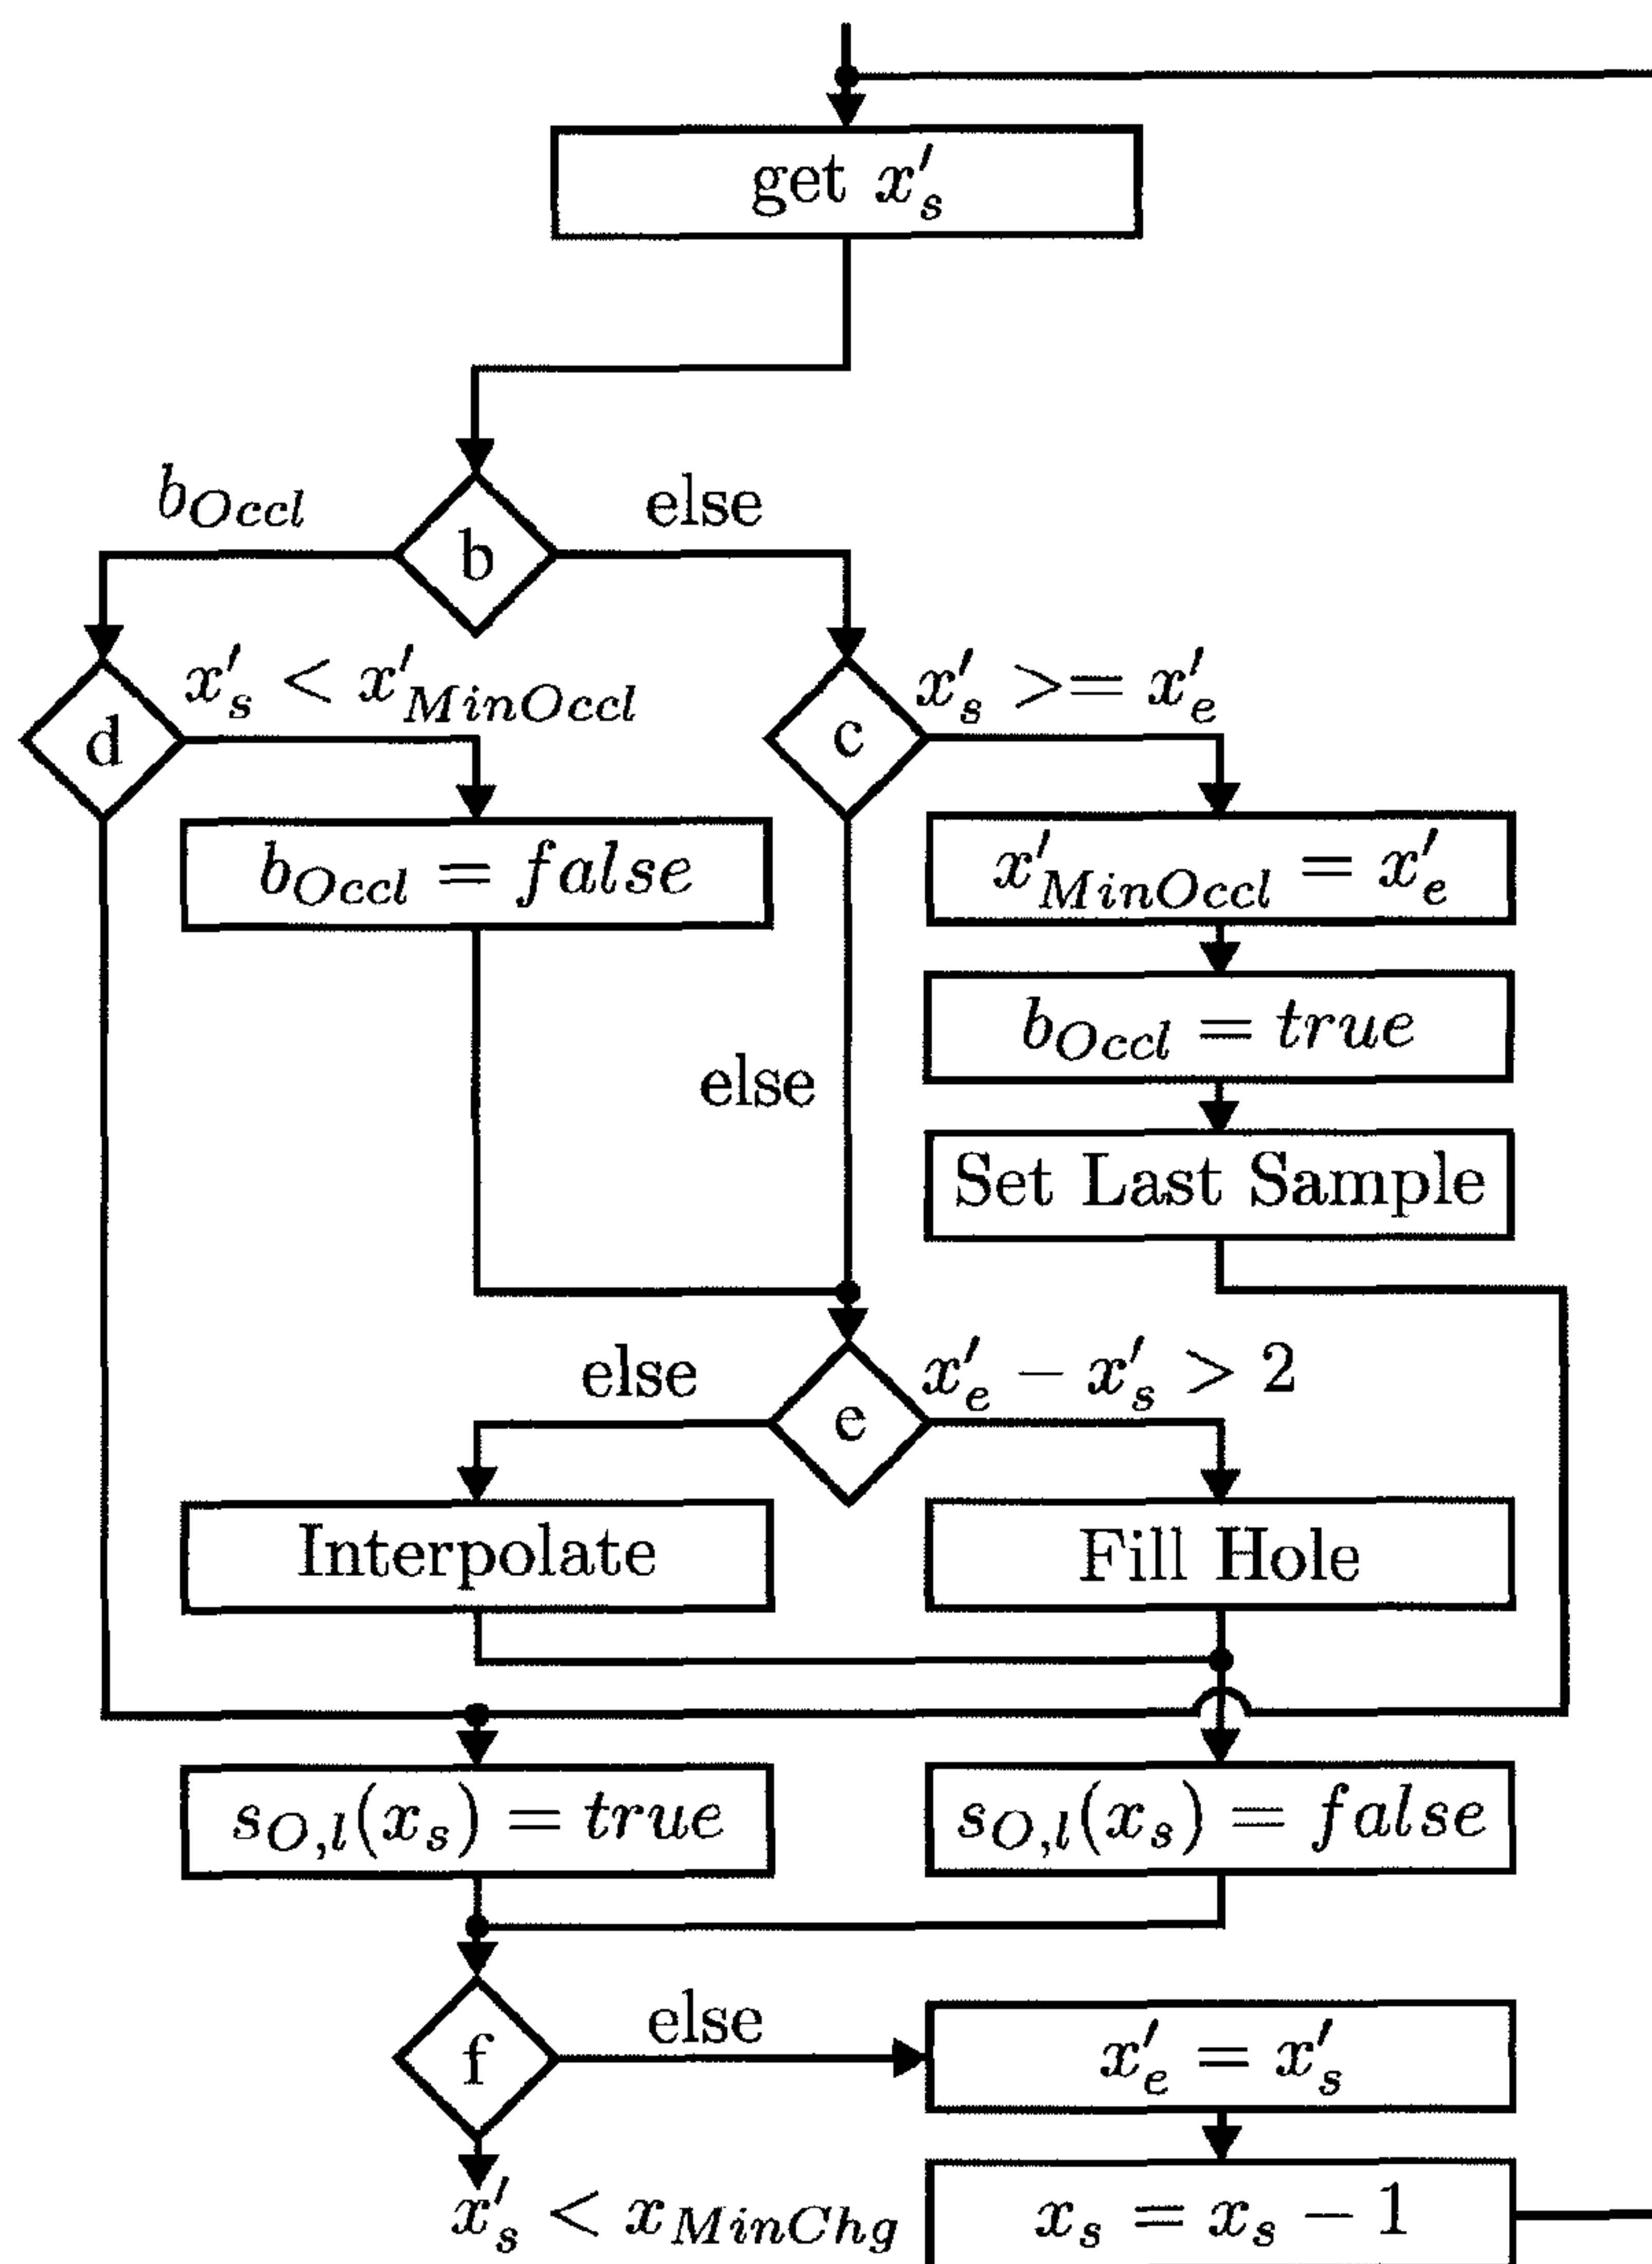 get x′_s
b_Occl
else
b
x′_s < x′_MinOccl
x′_s >= x′_e
d
c
b_Occl = false
x′_MinOccl = x′_e
b_Occl = true
else
Set Last Sample
else
x′_e − x′_s > 2
e
Interpolate
Fill Hole
s_O,l(x_s) = true
s_O,l(x_s) = false
else
f
x′_e = x′_s
x′_s < x_MinChg
x_s = x_s − 1